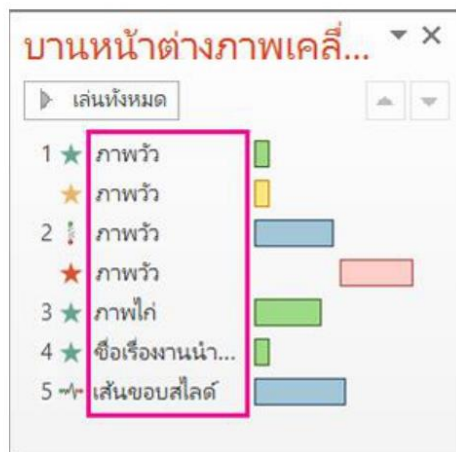 บานหน้าต่างภาพเคลื่...
เล่นทั้งหมด
1 ภาพวัว
ภาพวัว
2 ภาพวัว
ภาพวัว
3 ภาพไก่
4 ชื่อเรื่องงานนำ...
5 เส้นขอบสไลด์